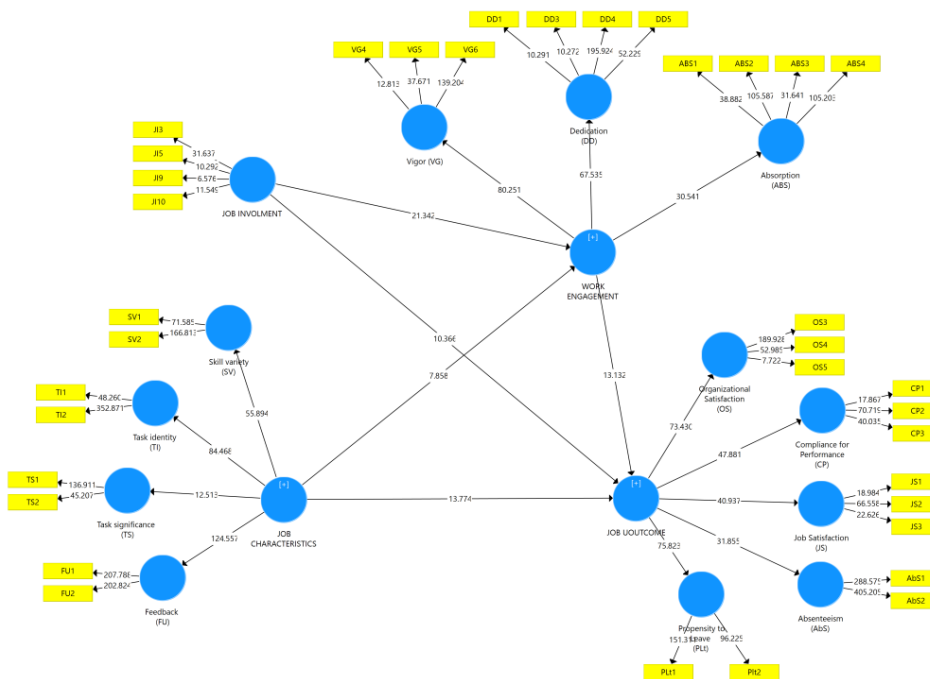 DD1
DD3
DD4
DD5
VG4
VG5
VG6
10.291
10.272
195.924
52.229
ABS1
ABS2
ABS3
ABS4
12.813
37.671
139.204
38.882
105.587
31.641
105.203
Dedication
(DD)
Vigor (VG)
Absorption
(ABS)
JI3
JI5
JI9
JI10
31.637
10.292
6.576
11.549
JOB INVOLMENT
80.251
67.535
30.541
21.342
[+]
WORK
ENGAGEMENT
SV1
SV2
71.585
166.813
Skill variety
(SV)
10.366
7.858
13.132
OS3
OS4
OS5
189.928
52.985
7.722
Organizational
Satisfaction
(OS)
TI1
TI2
48.260
352.871
Task identity
(TI)
55.894
84.468
73.430
CP1
CP2
CP3
17.867
70.719
40.035
Compliance for
Performance
(CP)
47.881
TS1
TS2
136.911
45.207
Task significance
(TS)
12.513
[+]
JOB
CHARACTERISTICS
13.774
[+]
JOB UOUTCOME
40.937
JS1
JS2
JS3
18.984
66.558
22.626
Job Satisfaction
(JS)
124.557
75.823
31.855
FU1
FU2
207.788
202.824
Feedback
(FU)
AbS1
AbS2
288.575
405.205
Absenteeism
(AbS)
Propensity to
Leave
(PLt)
96.225
PLt1
Plt2